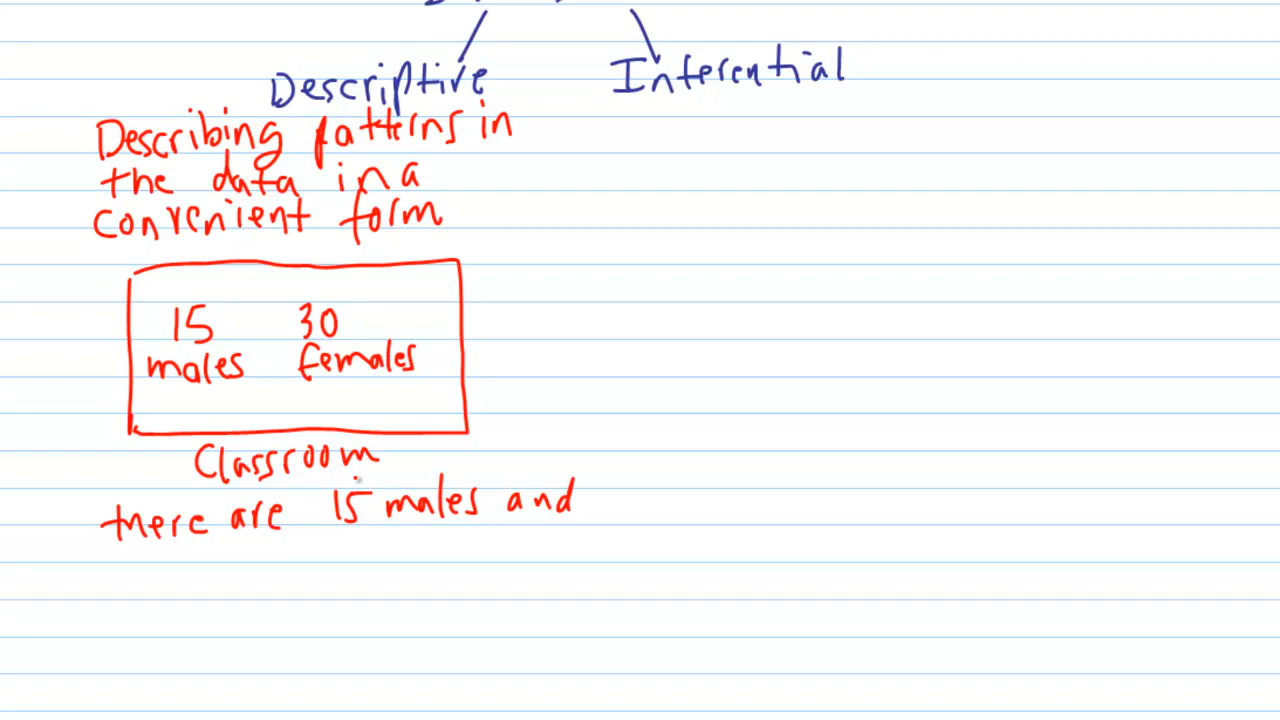 Descriptive Inferential
Describing patterns in
the data in a
convenient form
15 30
males females
Classroom
there are 15 males and